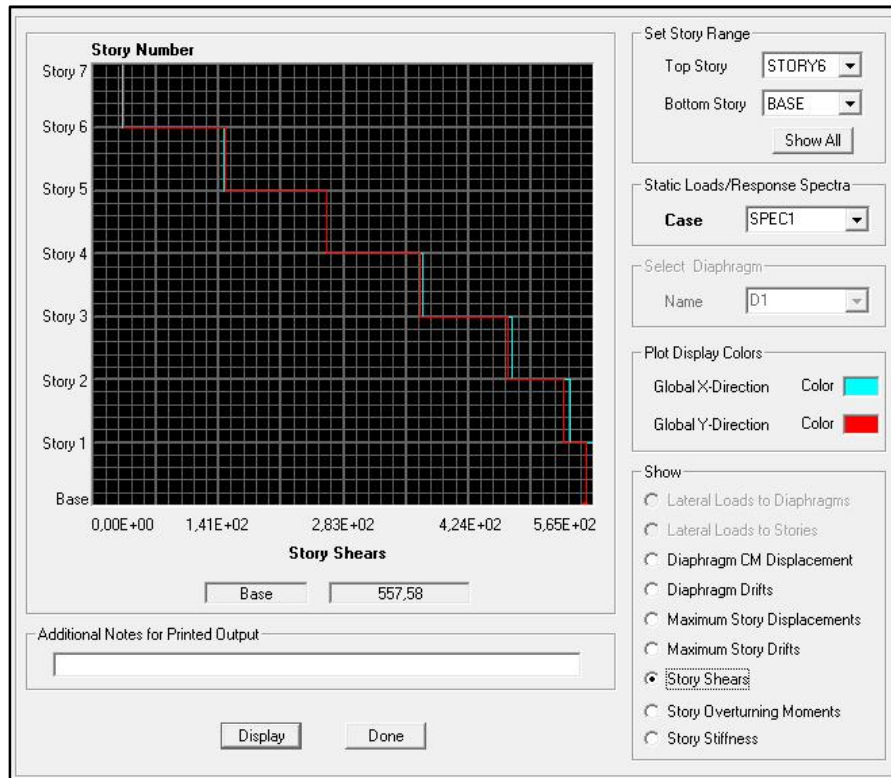 Story Number
Story 7
Story 6
Story 5
Story 4
Story 3
Story 2
Story 1
Base
0,00E+00 1,41E+02 2,83E+02 4,24E+02 5,65E+02
Story Shears
Base 557,58
Additional Notes for Printed Output
Display Done
Set Story Range
Top Story STORY6
Bottom Story BASE
Show All
Static Loads/Response Spectra
Case SPEC1
Select Diaphragm
Name D1
Plot Display Colors
Global X-Direction Color
Global Y-Direction Color
Show
Lateral Loads to Diaphragms
Lateral Loads to Stories
Diaphragm CM Displacement
Diaphragm Drifts
Maximum Story Displacements
Maximum Story Drifts
Story Shears
Story Overturning Moments
Story Stiffness